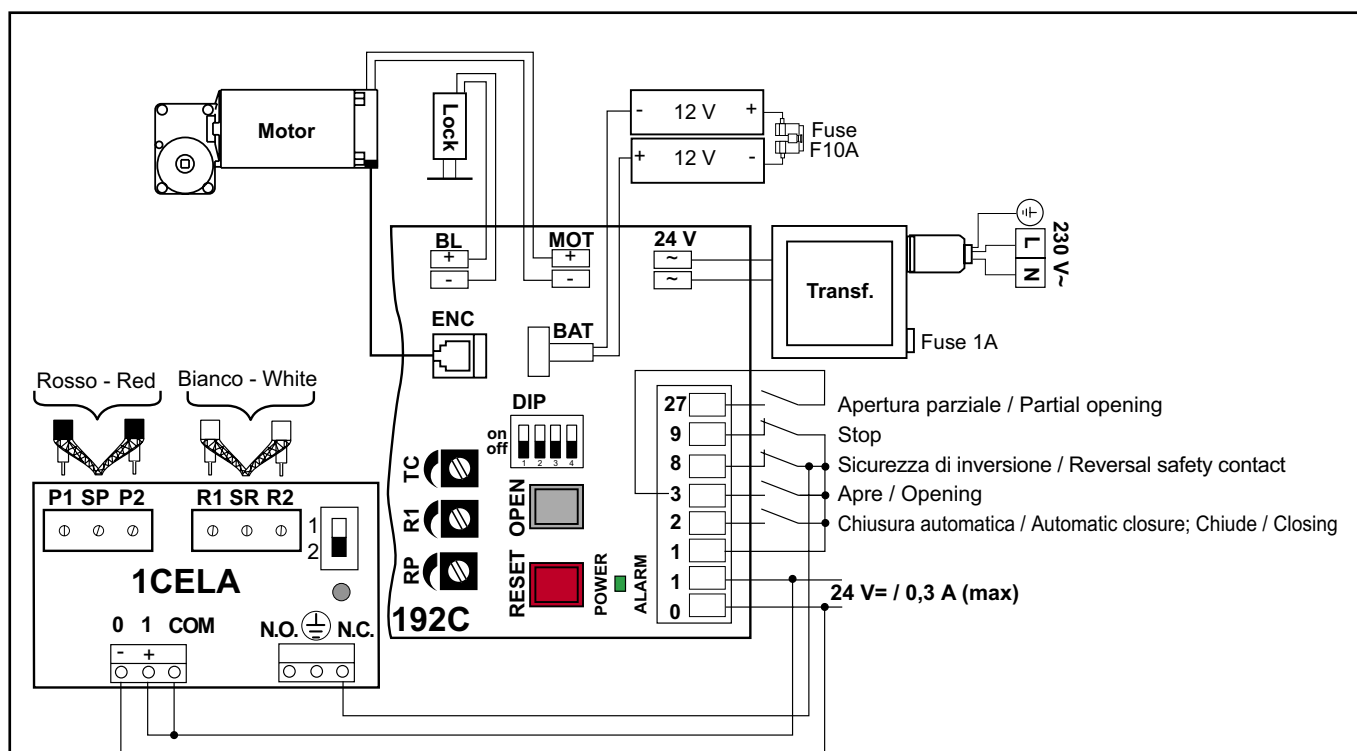 Motor
Lock
- 12 V +
+ 12 V -
Fuse
F10A
BL
+
-
MOT
+
-
24 V
~
~
Transf.
L
N
230 V~
Fuse 1A
ENC
BAT
Rosso - Red
Bianco - White
DIP
on
off
1 2 3 4
TC
R1
RP
OPEN
RESET
POWER
ALARM
192C
27 Apertura parziale / Partial opening
9 Stop
8 Sicurezza di inversione / Reversal safety contact
3 Apre / Opening
2 Chiusura automatica / Automatic closure; Chiude / Closing
1
1
0
24 V= / 0,3 A (max)
P1 SP P2
R1 SR R2
1
2
1CELA
0 1 COM
- +
N.O. N.C.